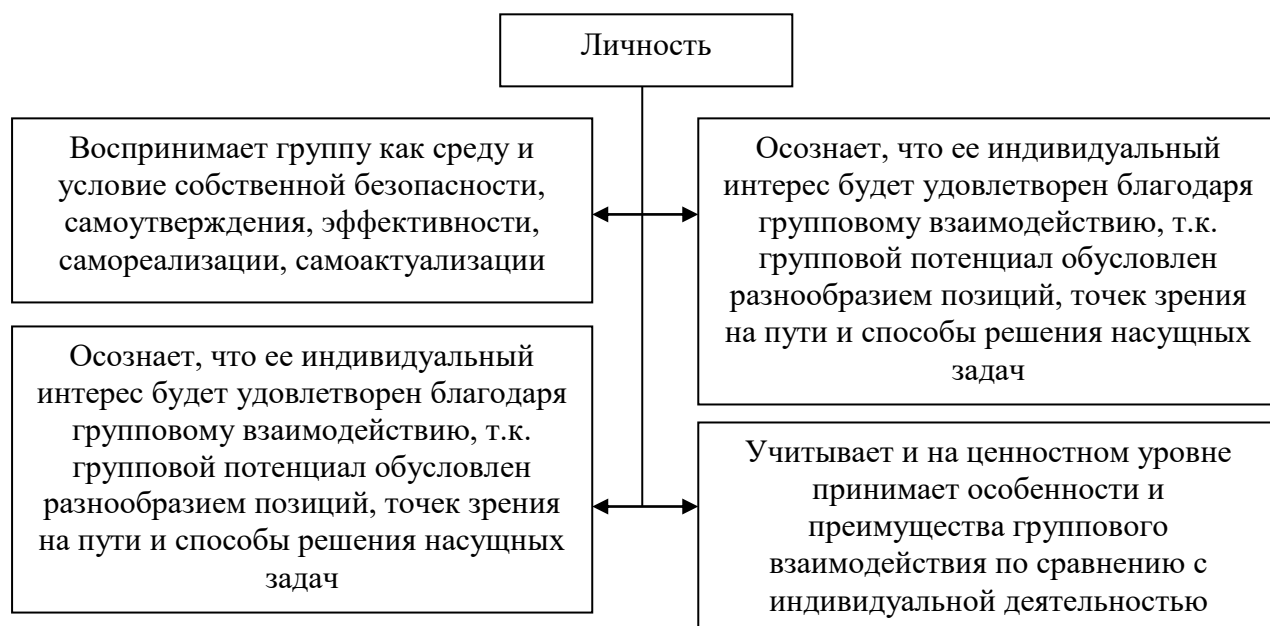 Личность
Воспринимает группу как среду и
условие собственной безопасности,
самоутверждения, эффективности,
самореализации, самоактуализации
Осознает, что ее индивидуальный
интерес будет удовлетворен благодаря
групповому взаимодействию, т.к.
групповой потенциал обусловлен
разнообразием позиций, точек зрения
на пути и способы решения насущных
задач
Осознает, что ее индивидуальный
интерес будет удовлетворен благодаря
групповому взаимодействию, т.к.
групповой потенциал обусловлен
разнообразием позиций, точек зрения
на пути и способы решения насущных
задач
Учитывает и на ценностном уровне
принимает особенности и
преимущества группового
взаимодействия по сравнению с
индивидуальной деятельностью